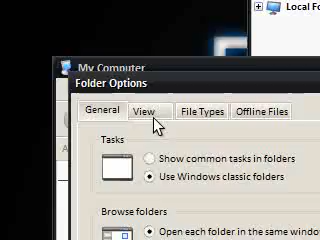 Local Fo
My Computer
Folder Options
General View File Types Offline Files
Tasks
Show common tasks in folders
Use Windows classic folders
Browse folders
Open each folder in the same window